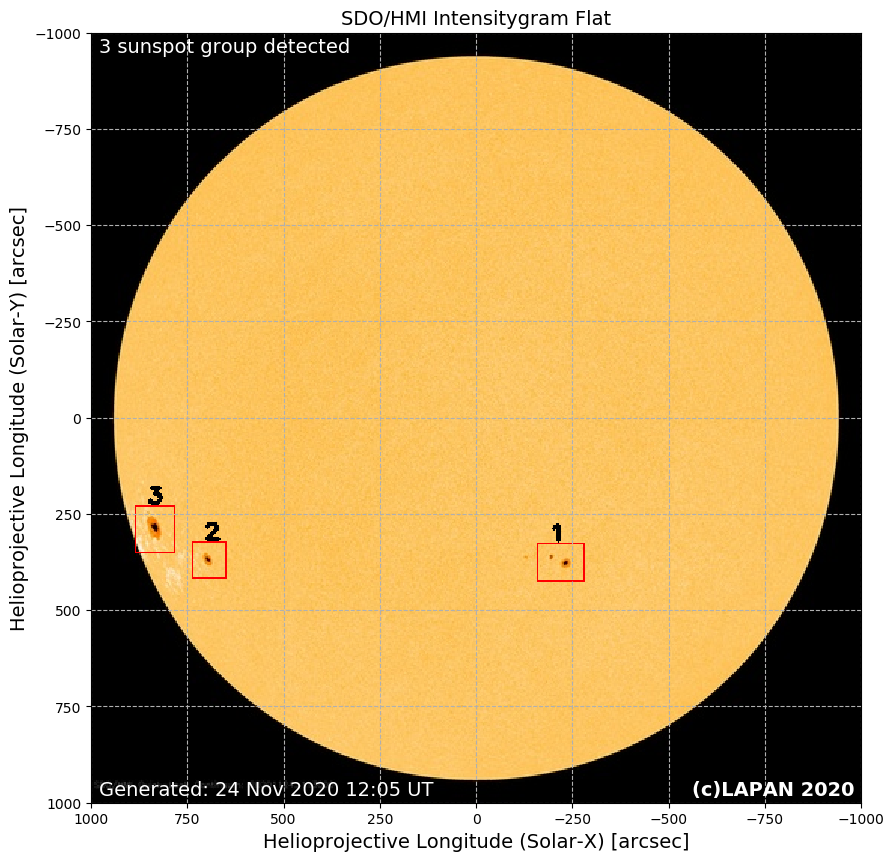 SDO/HMI Intensitygram Flat
3 sunspot group detected
Helioprojective Longitude (Solar-Y) [arcsec]
−1000
−750
−500
−250
0
250
500
750
1000
3
2
1
Generated: 24 Nov 2020 12:05 UT
(c)LAPAN 2020
1000 750 500 250 0 −250 −500 −750 −1000
Helioprojective Longitude (Solar-X) [arcsec]